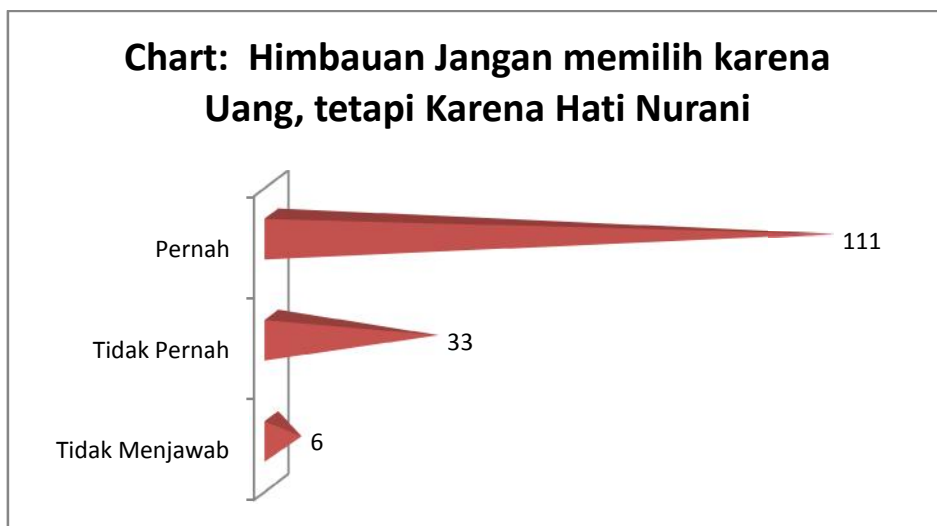 Chart:  Himbauan Jangan memilih karena
Uang, tetapi Karena Hati Nurani
Pernah
111
Tidak Pernah
33
Tidak Menjawab
6